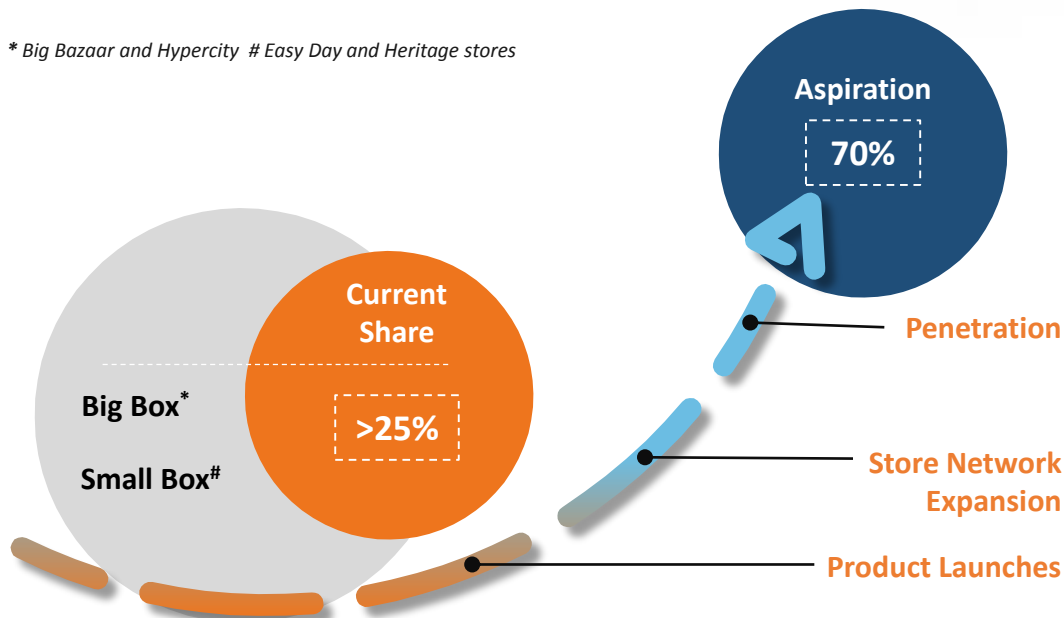 * Big Bazaar and Hypercity # Easy Day and Heritage stores
Aspiration
70%
Current
Share
Big Box*
>25%
Small Box#
Penetration
Store Network
Expansion
Product Launches